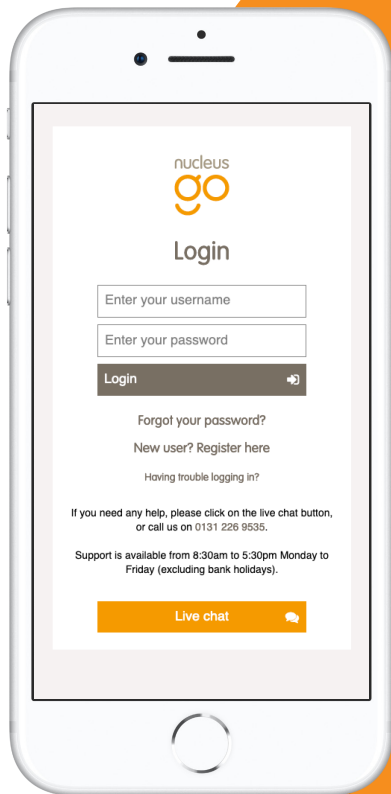 nucleus
go
Login
Enter your username
Enter your password
Login
Forgot your password?
New user? Register here
Having trouble logging in?
If you need any help, please click on the live chat button,
or call us on 0131 226 9535.
Support is available from 8:30am to 5:30pm Monday to
Friday (excluding bank holidays).
Live chat